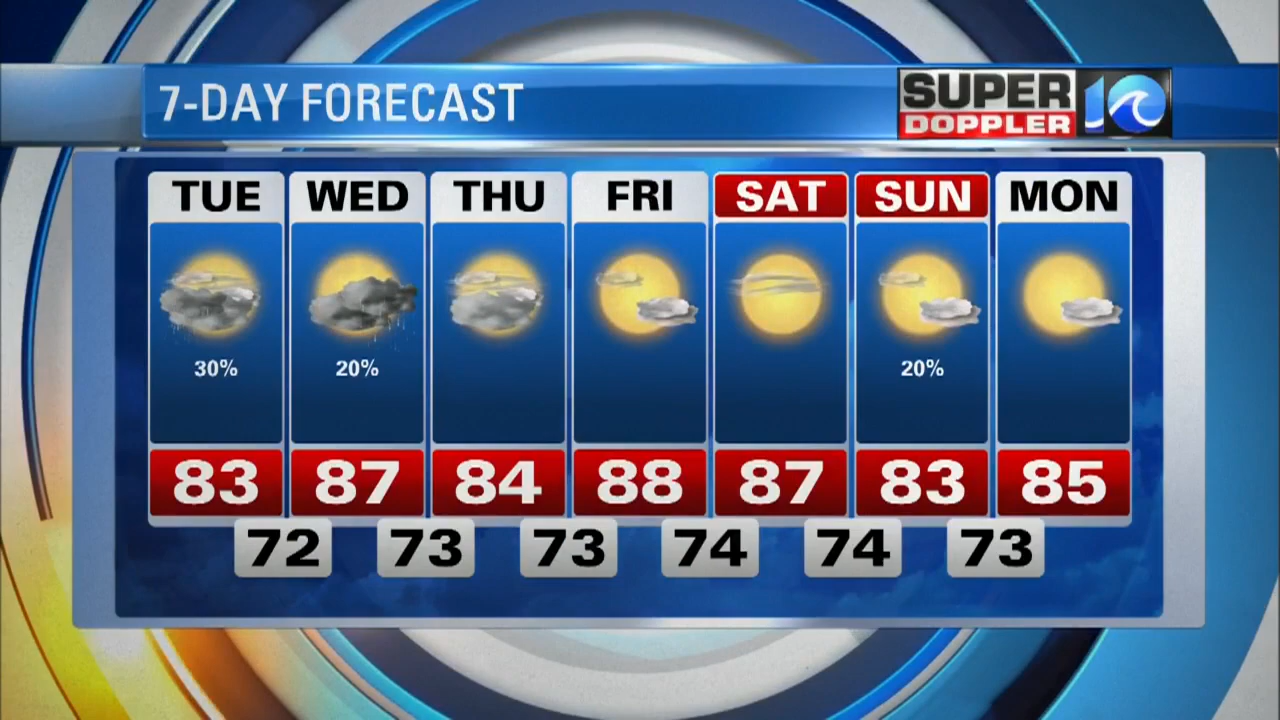 7-DAY FORECAST
SUPER
DOPPLER
10
TUE WED THU FRI SAT SUN MON
30% 20% 20%
83 87 84 88 87 83 85
72 73 73 74 74 73